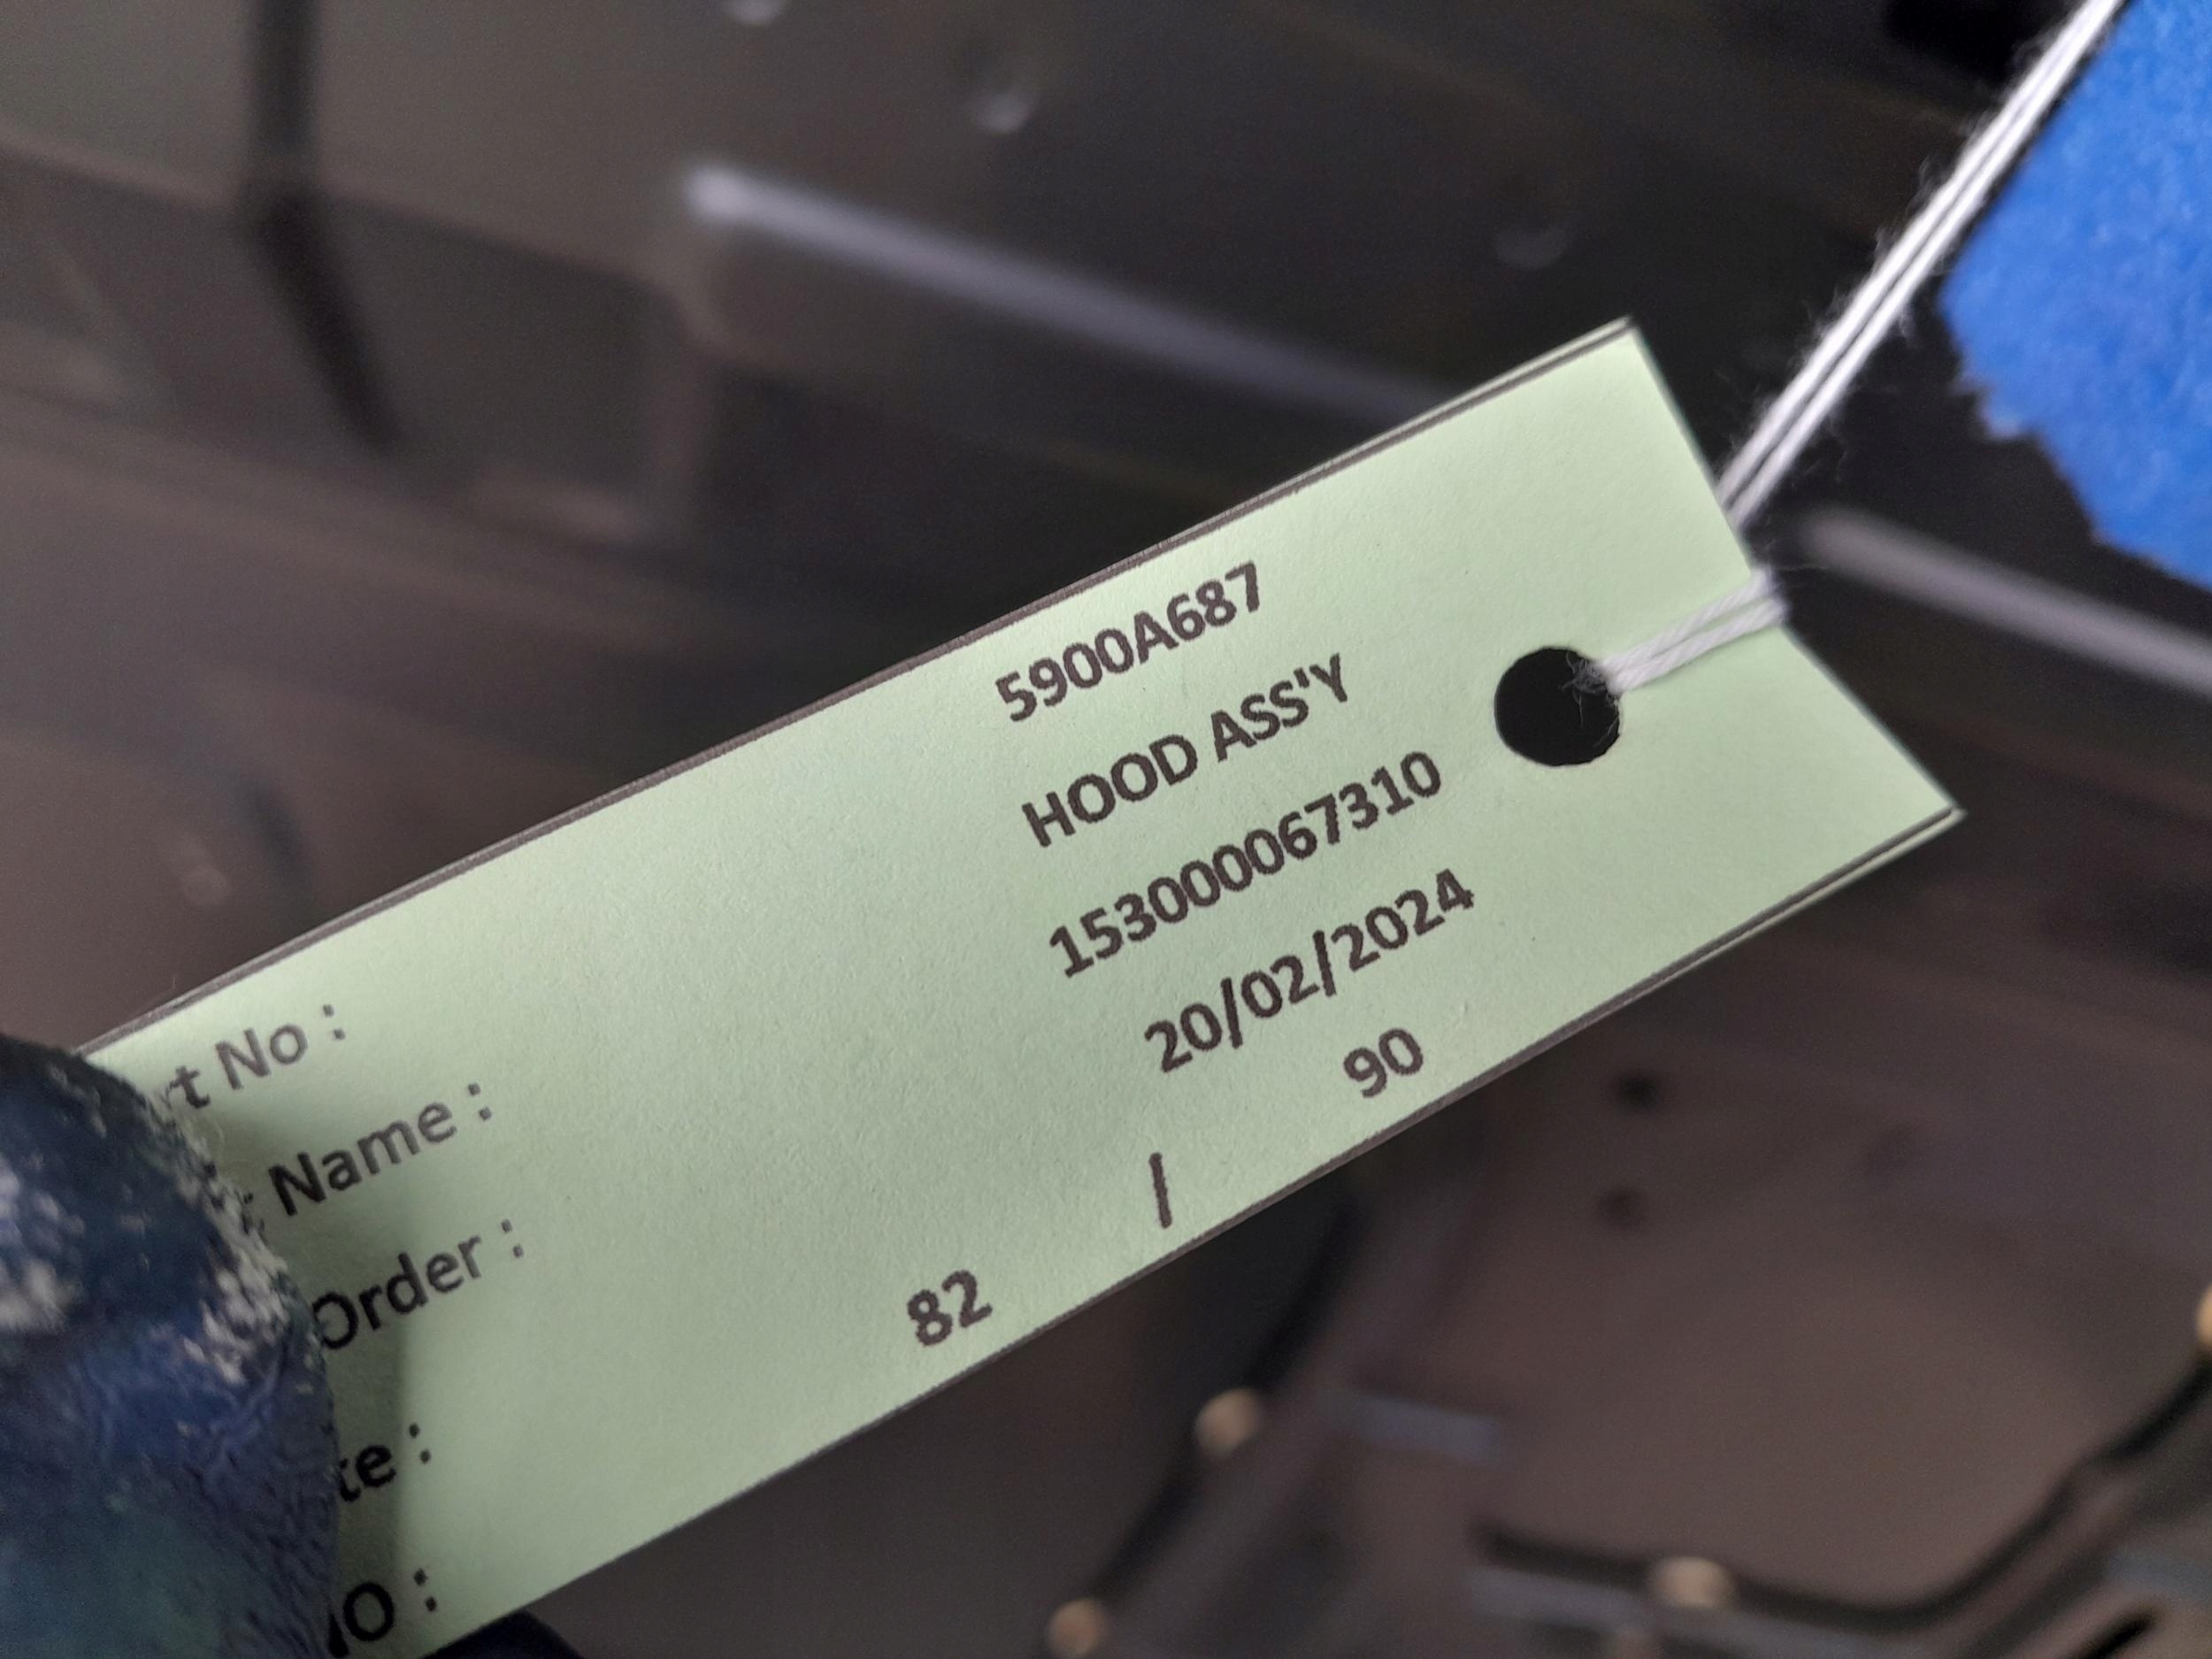 rt No : 5900A687
Name : HOOD ASS'Y
Order : 153000067310
te : 20/02/2024
O : 82 / 90